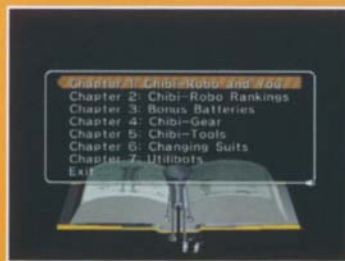 Chapter 1: Chibi-Robo and You
Chapter 2: Chibi-Robo Rankings
Chapter 3: Bonus Batteries
Chapter 4: Chibi-Gear
Chapter 5: Chibi-Tools
Chapter 6: Changing Suits
Chapter 7: Utilibots
Exit